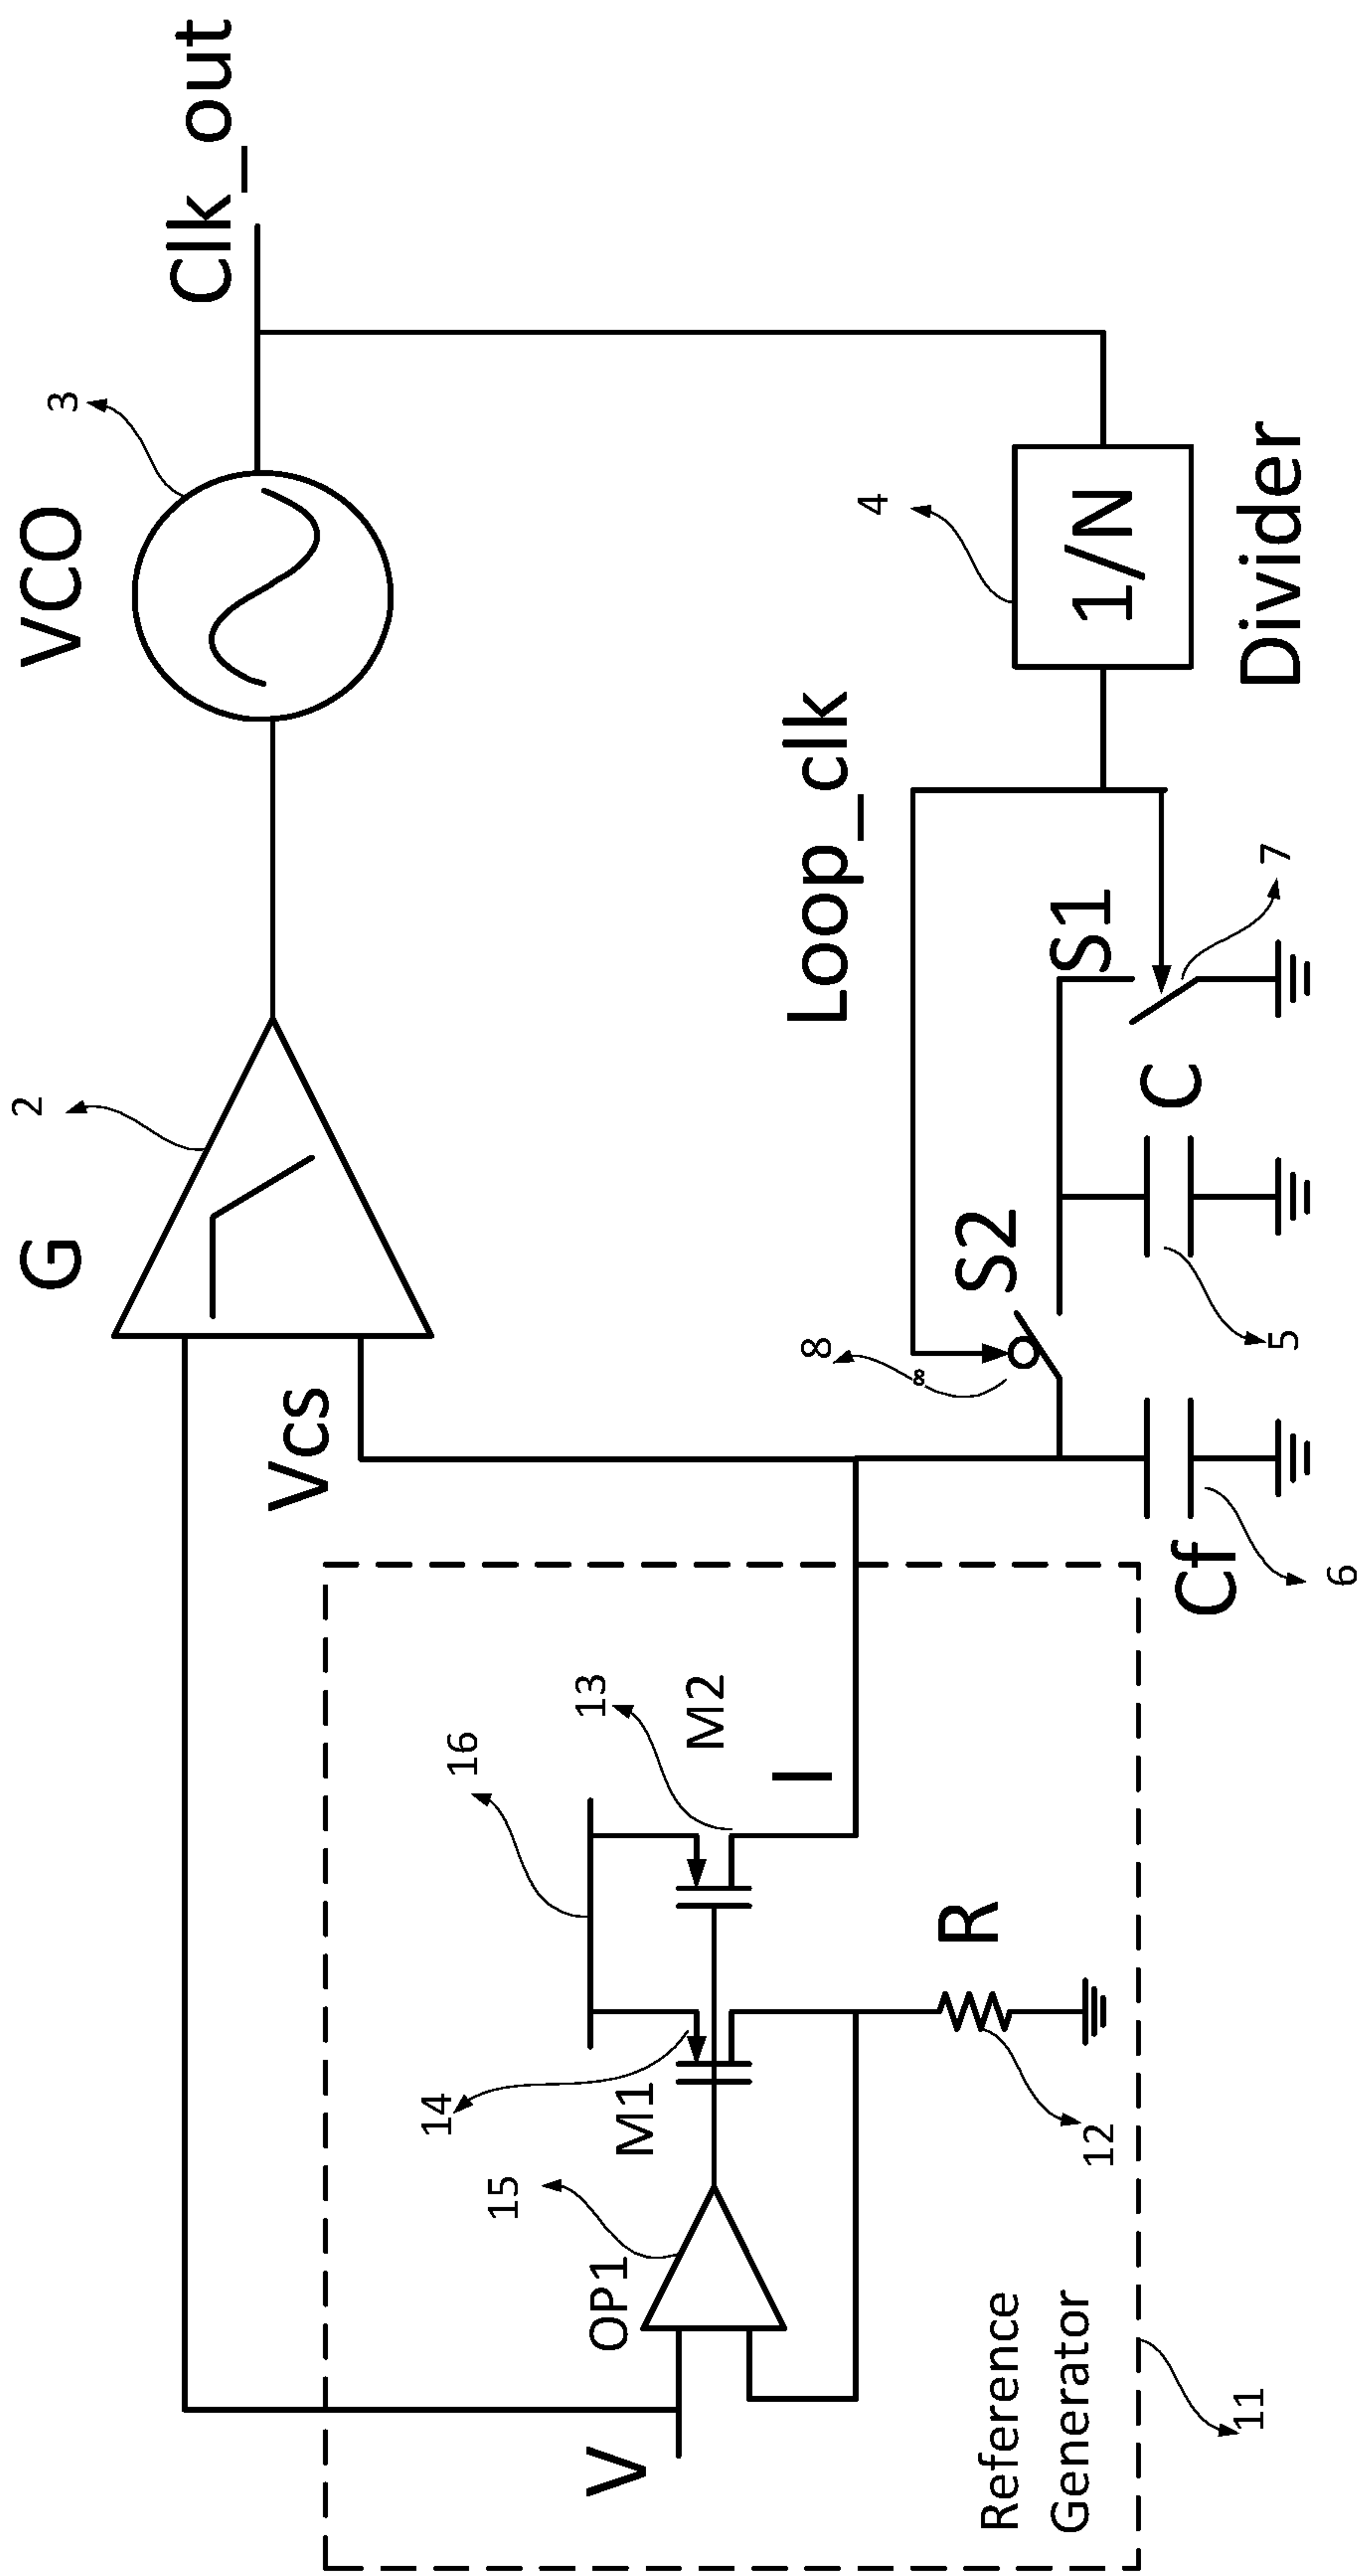 G
2
VCO
3
Clk_out
Vcs
16
14
M1
13
M2
15
OP1
V
I
R
12
Reference
Generator
11
8
8
S2
Loop_clk
4
1/N
Divider
S1
7
C
5
Cf
6